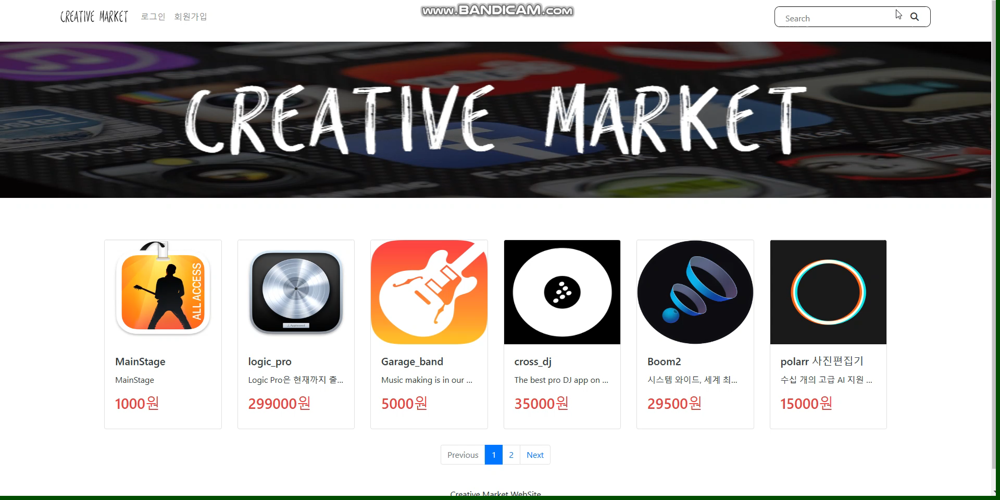 CREATIVE MARKET 로그인 회원가입
www.BANDICAM.com
Search
CREATIVE MARKET
Phoster
Facebook
ALL ACCESS
J. Appleseed
MainStage
MainStage
1000원
logic_pro
Logic Pro은 현재까지 출...
299000원
Garage_band
Music making is in our ...
5000원
cross_dj
The best pro DJ app on ...
35000원
Boom2
시스템 와이드, 세계 최...
29500원
polarr 사진편집기
수십 개의 고급 AI 지원 ...
15000원
Previous 1 2 Next
Creative Market WebSite